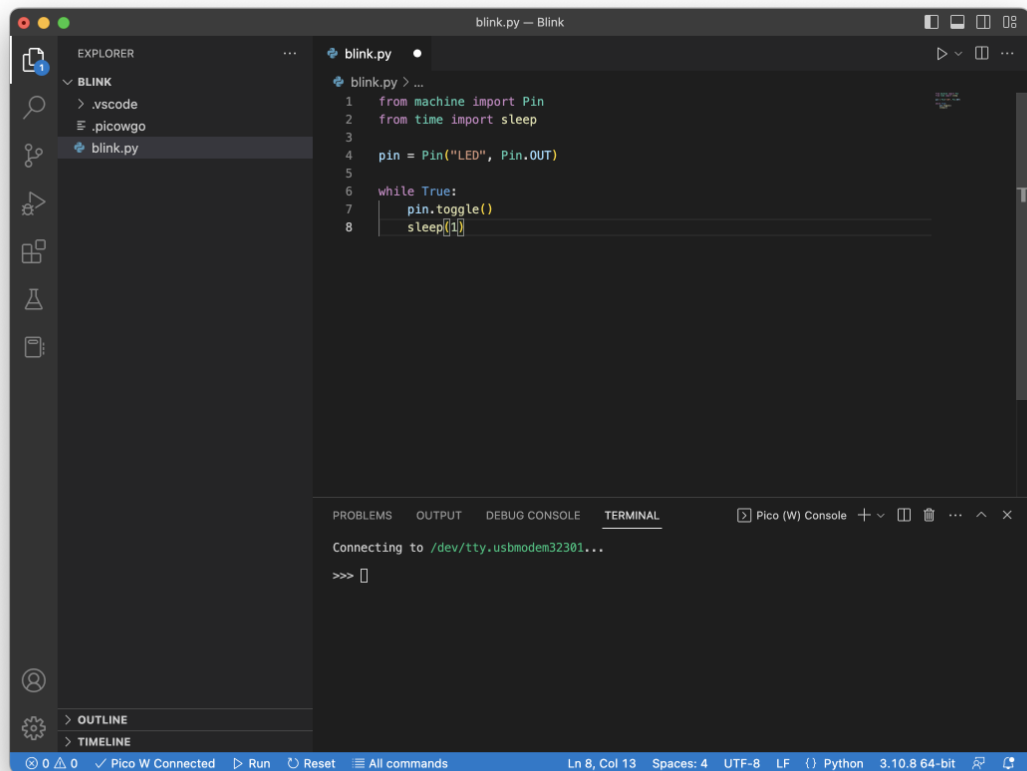 blink.py — Blink
EXPLORER
BLINK
.vscode
.picowgo
blink.py
1
OUTLINE
TIMELINE
blink.py
blink.py > ...
1 from machine import Pin
2 from time import sleep
3
4 pin = Pin("LED", Pin.OUT)
5
6 while True:
7     pin.toggle()
8     sleep(1)
PROBLEMS OUTPUT DEBUG CONSOLE TERMINAL Pico (W) Console
Connecting to /dev/tty.usbmodem32301...
>>>
0 0 Pico W Connected Run Reset All commands Ln 8, Col 13 Spaces: 4 UTF-8 LF {} Python 3.10.8 64-bit